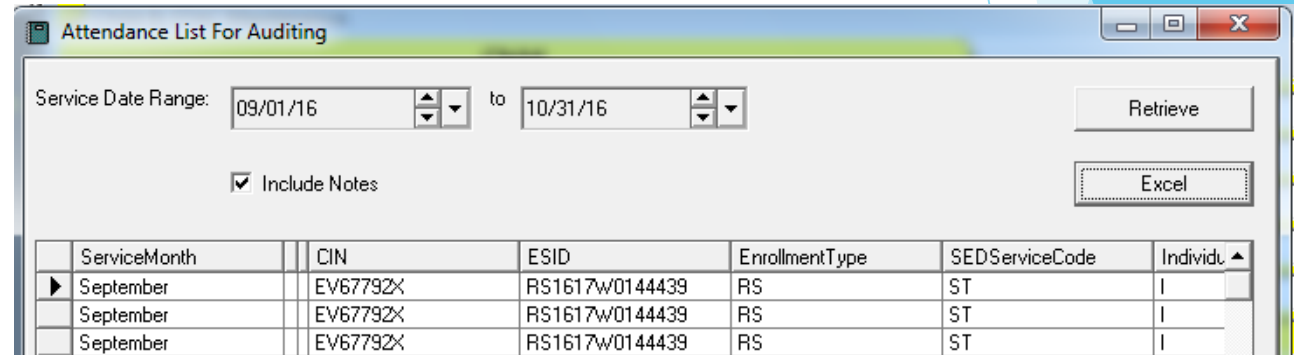 Attendance List For Auditing
Service Date Range: 09/01/16 to 10/31/16 Retrieve
Include Notes Excel
ServiceMonth CIN ESID EnrollmentType SEDServiceCode Individu
September EV67792X RS1617W0144439 RS ST I
September EV67792X RS1617W0144439 RS ST I
September EV67792X RS1617W0144439 RS ST I